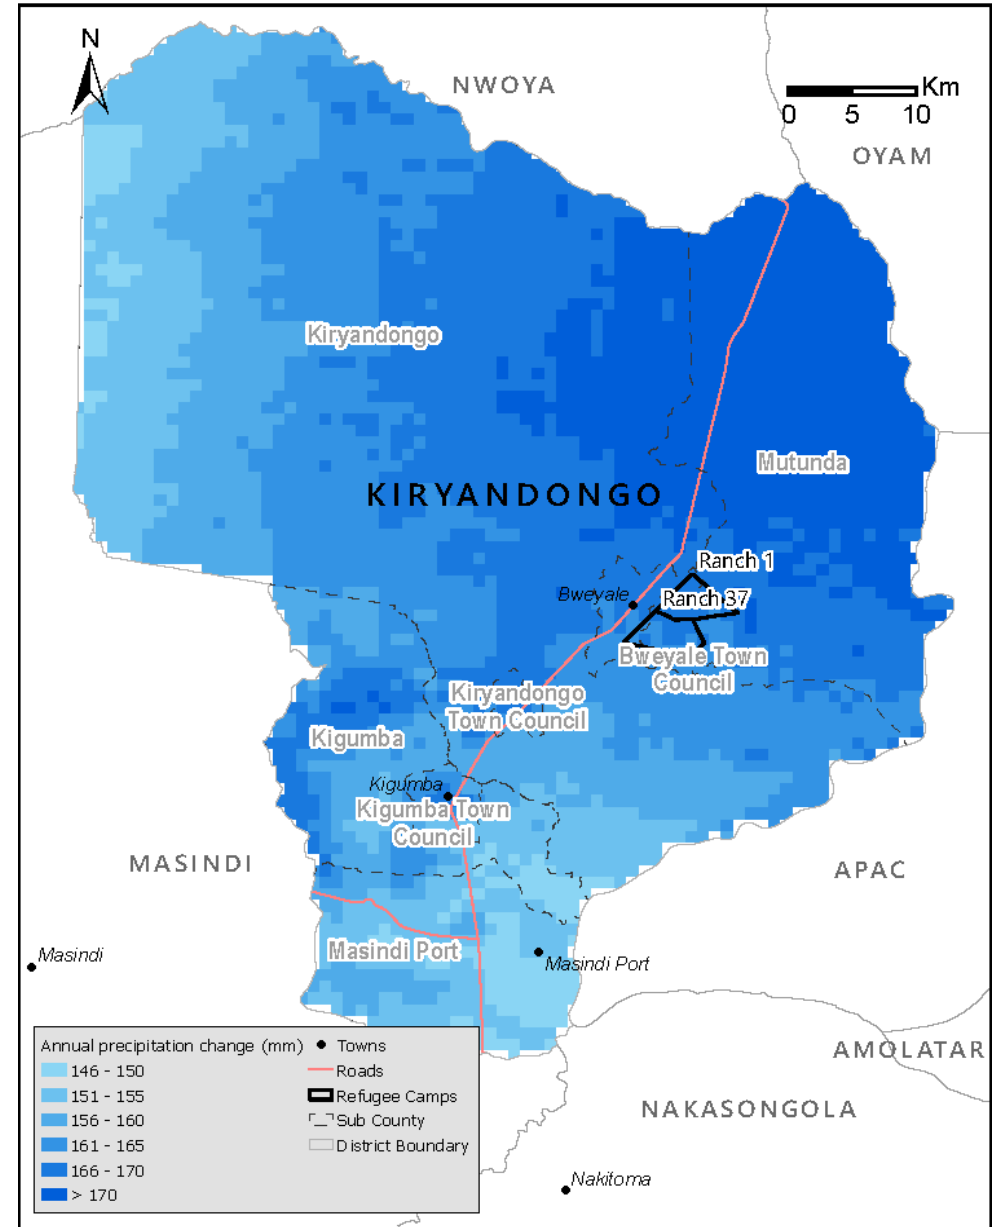 N
NWOYA
Km
0 5 10
OYAM
Kiryandongo
Mutunda
KIRYANDONGO
Ranch 1
Bweyale
Ranch 37
Bweyale Town
Council
Kiryandongo
Town Council
Kigumba
Kigumba
Kigumba Town
Council
MASINDI
APAC
Masindi
Masindi Port
Masindi Port
Annual precipitation change (mm)
146 - 150
151 - 155
156 - 160
161 - 165
166 - 170
> 170
Towns
Roads
Refugee Camps
Sub County
District Boundary
AMOLATAR
NAKASONGOLA
Nakitoma